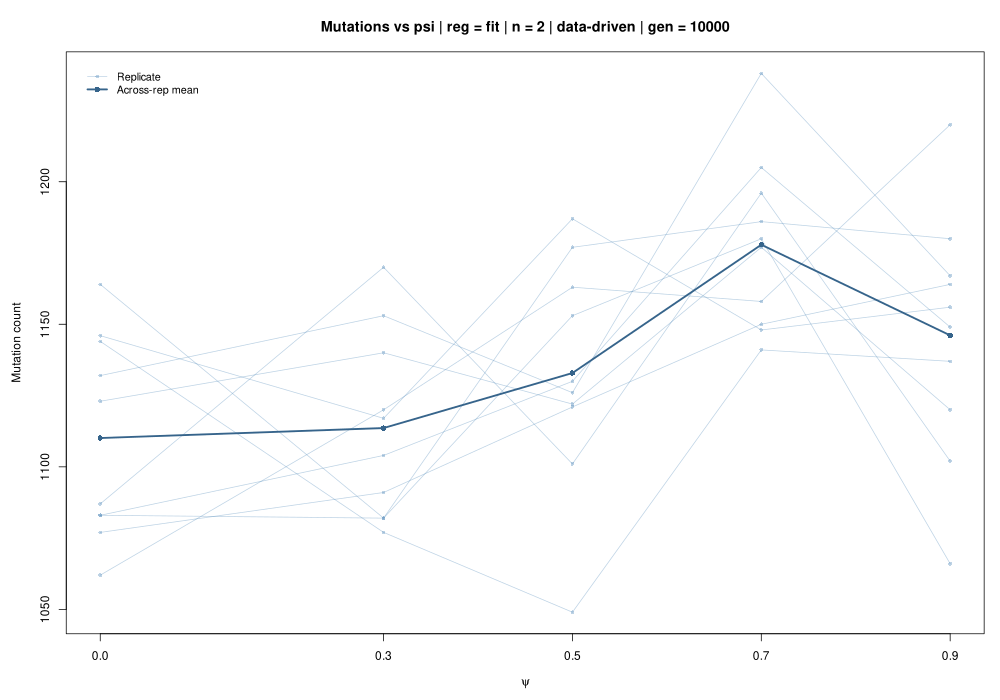 Mutations vs psi | reg = fit | n = 2 | data-driven | gen = 10000
Replicate
Across-rep mean
Mutation count
1200
1150
1100
1050
0.0 0.3 0.5 0.7 0.9
ψ